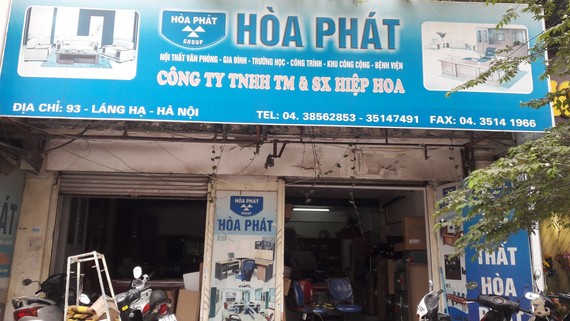 HÒA PHÁT
GROUP
HÒA PHÁT
NỘI THẤT VĂN PHÒNG - GIA ĐÌNH - TRƯỜNG HỌC - CÔNG TRÌNH - KHU CÔNG CỘNG - BỆNH VIỆN
CÔNG TY TNHH TM & SX HIỆP HOA
ĐỊA CHỈ: 93 - LÁNG HẠ - HÀ NỘI
TEL: 04. 38562853 - 35147491 FAX: 04. 3514 1966
HÒA PHÁT
GROUP
HÒA PHÁT
PHÁT
THẤT
HÒA